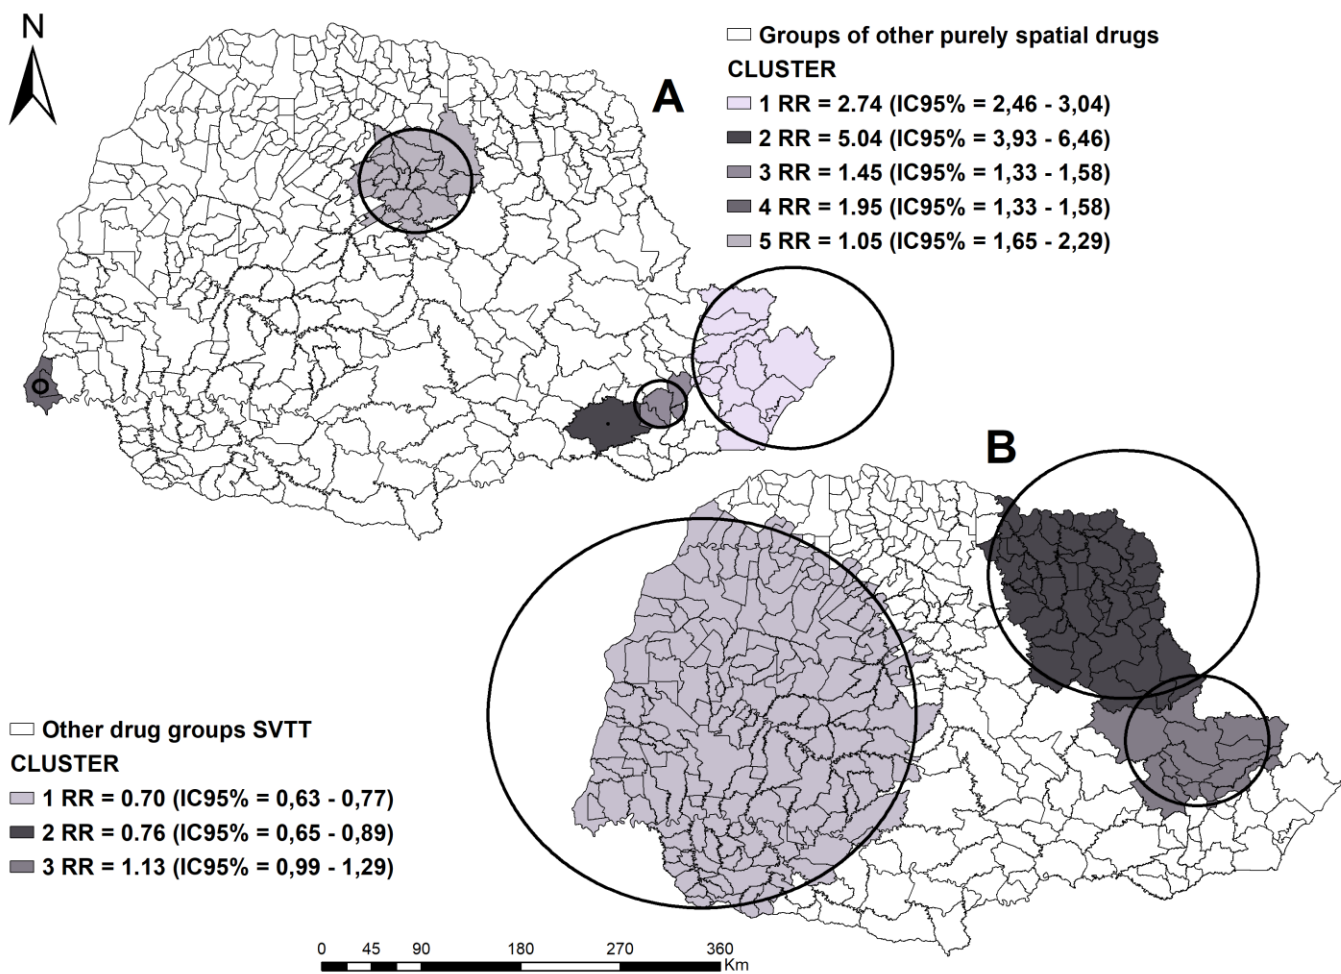 N
A
Groups of other purely spatial drugs
CLUSTER
1 RR = 2.74 (IC95% = 2,46 - 3,04)
2 RR = 5.04 (IC95% = 3,93 - 6,46)
3 RR = 1.45 (IC95% = 1,33 - 1,58)
4 RR = 1.95 (IC95% = 1,33 - 1,58)
5 RR = 1.05 (IC95% = 1,65 - 2,29)
B
Other drug groups SVTT
CLUSTER
1 RR = 0.70 (IC95% = 0,63 - 0,77)
2 RR = 0.76 (IC95% = 0,65 - 0,89)
3 RR = 1.13 (IC95% = 0,99 - 1,29)
0 45 90 180 270 360
Km